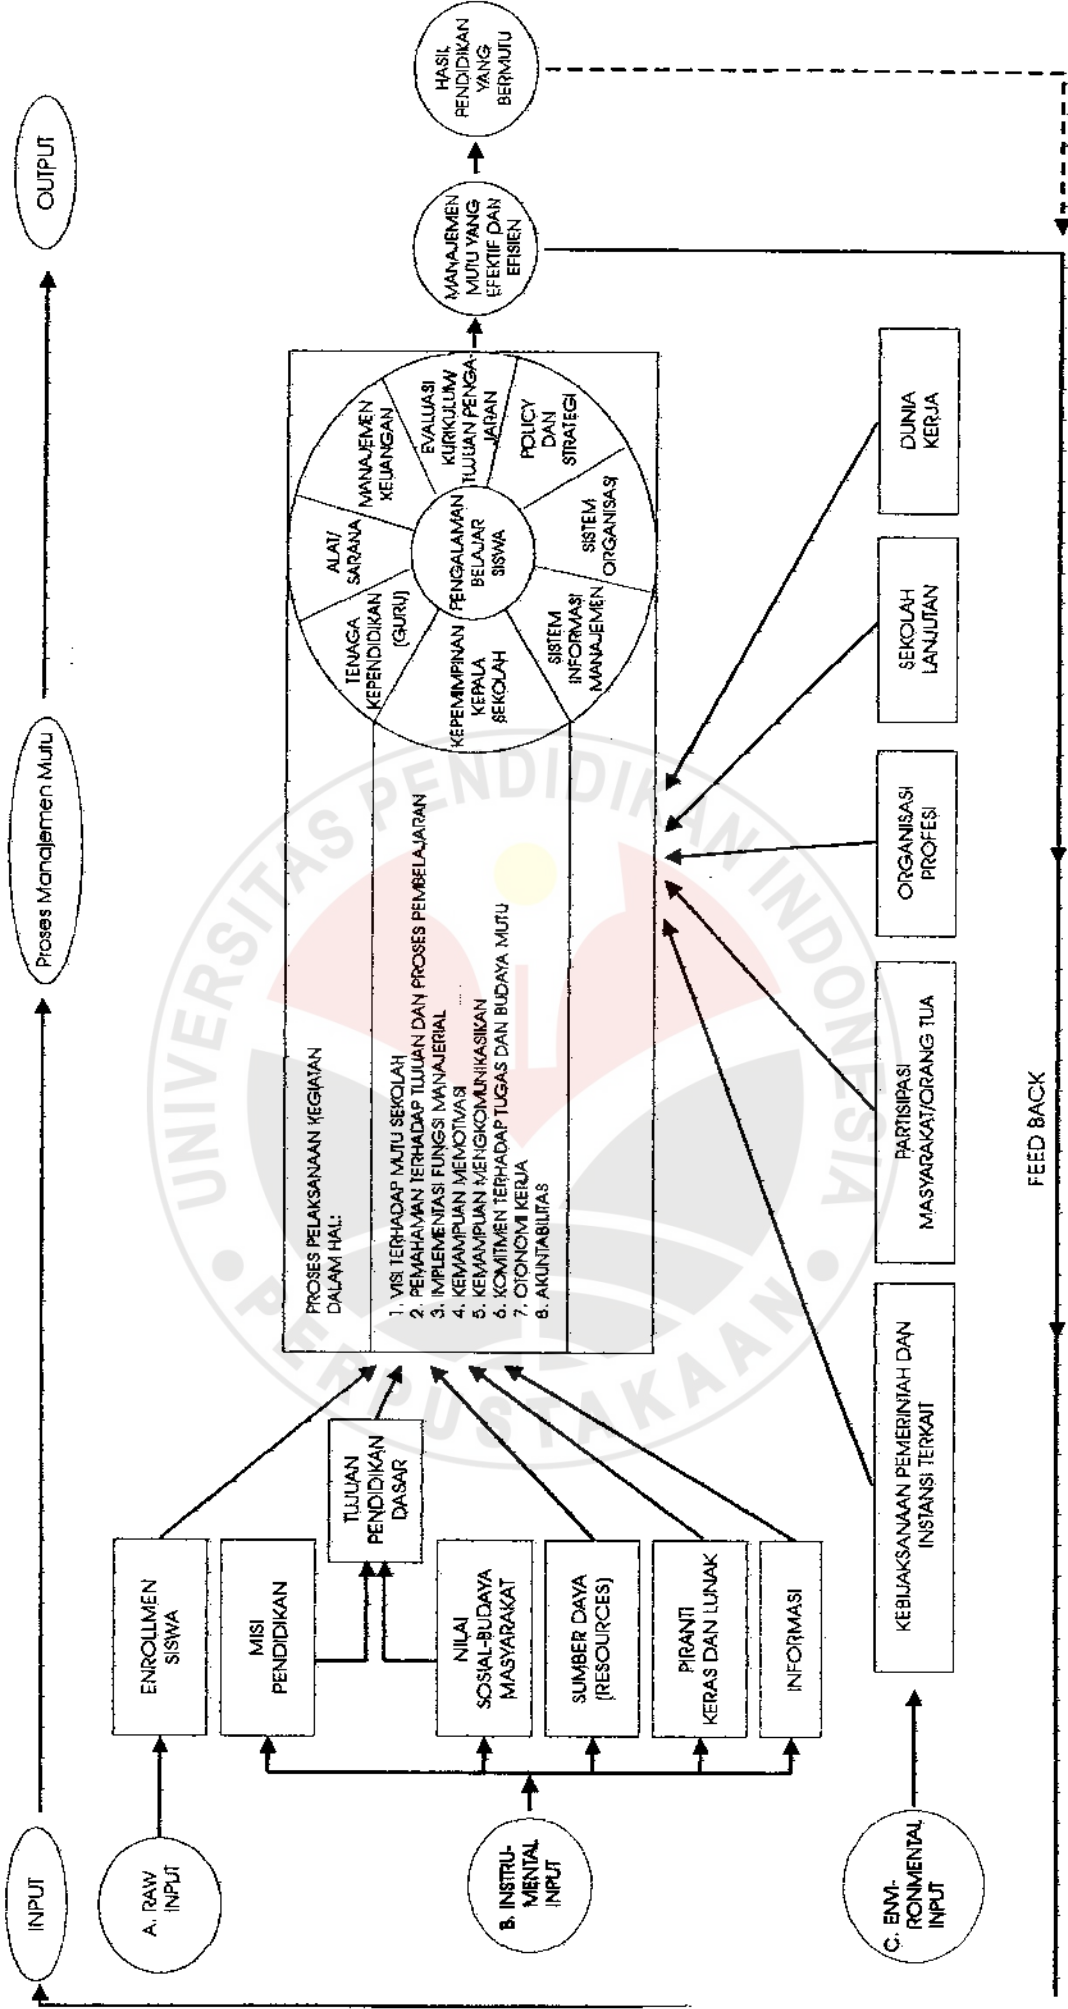 INPUT
Proses Manajemen Mutu
OUTPUT
A. RAW
INPUT
ENROLLMEN
SISWA
B. INSTRU-
MENTAL
INPUT
MISI
PENDIDIKAN
NILAI
SOSIAL-BUDAYA
MASYARAKAT
SUMBER DAYA
(RESOURCES)
PIRANTI
KERAS DAN LUNAK
INFORMASI
TUJUAN
PENDIDIKAN
DASAR
C. ENVI-
RONMENTAL
INPUT
KEBIJAKSANAAN PEMERINTAH DAN
INSTANSI TERKAIT
PARTISIPASI
MASYARAKAT/ORANG TUA
ORGANISASI
PROFESI
SEKOLAH
LANJUTAN
DUNIA
KERJA
PROSES PELAKSANAAN KEGIATAN
DALAM HAL:
1. VISI TERHADAP MUTU SEKOLAH
2. PEMAHAMAN TERHADAP TUJUAN DAN PROSES PEMBELAJARAN
3. IMPLEMENTASI FUNGSI MANAJERIAL
4. KEMAMPUAN MEMOTIVASI
5. KEMAMPUAN MENGKOMUNIKASIKAN
6. KOMITMEN TERHADAP TUGAS DAN BUDAYA MUTU
7. OTONOMI KERJA
8. AKUNTABILITAS
TENAGA
KEPENDIDIKAN
(GURU)
ALAT/
SARANA
MANAJEMEN
KEUANGAN
EVALUASI
KURIKULUM/
TUJUAN PENGA-
JARAN
POLICY
DAN
STRATEGI
SISTEM
ORGANISASI
SISTEM
INFORMASI
MANAJEMEN
KEPEMIMPINAN
KEPALA
SEKOLAH
PENGALAMAN
BELAJAR
SISWA
MANAJEMEN
MUTU YANG
EFEKTIF DAN
EFISIEN
HASIL
PENDIDIKAN
YANG
BERMUTU
FEED BACK
UNIVERSITAS PENDIDIKAN INDONESIA
PERPUSTAKAAN